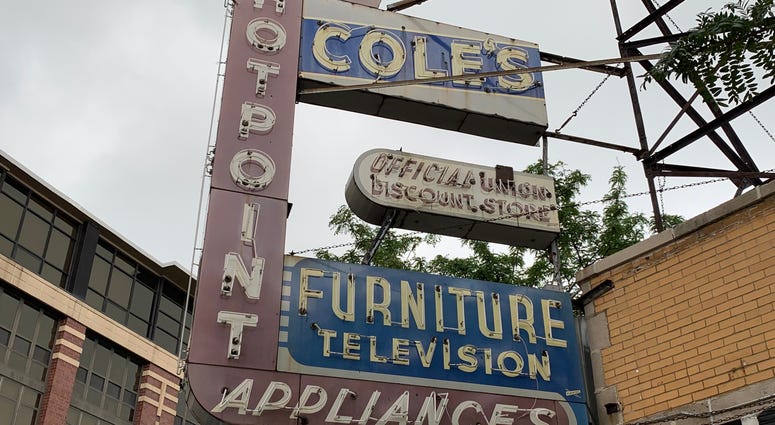 HOTPOINT
COLE'S
OFFICIAL UNION
DISCOUNT STORE
FURNITURE
TELEVISION
APPLIANCES